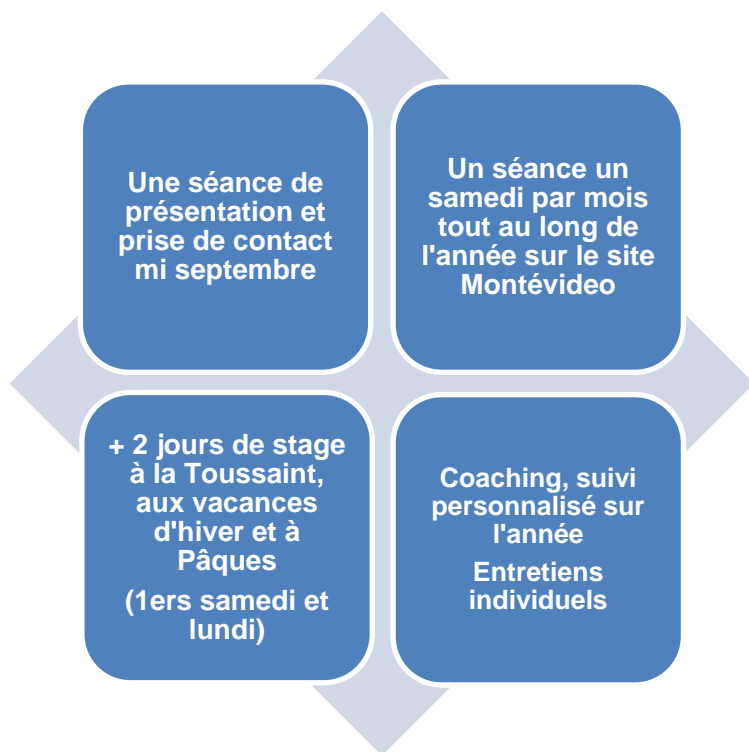 Une séance de
présentation et
prise de contact
mi septembre
Un séance un
samedi par mois
tout au long de
l'année sur le site
Montévideo
+ 2 jours de stage
à la Toussaint,
aux vacances
d'hiver et à
Pâques
(1ers samedi et
lundi)
Coaching, suivi
personnalisé sur
l'année
Entretiens
individuels